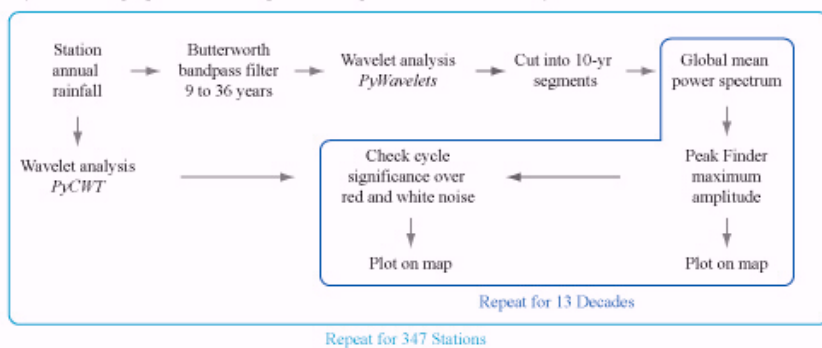 Station
annual
rainfall
Butterworth
bandpass filter
9 to 36 years
Wavelet analysis
PyWavelets
Cut into 10-yr
segments
Global mean
power spectrum
Wavelet analysis
PyCWT
Check cycle
significance over
red and white noise
Peak Finder
maximum
amplitude
Plot on map
Plot on map
Repeat for 13 Decades
Repeat for 347 Stations